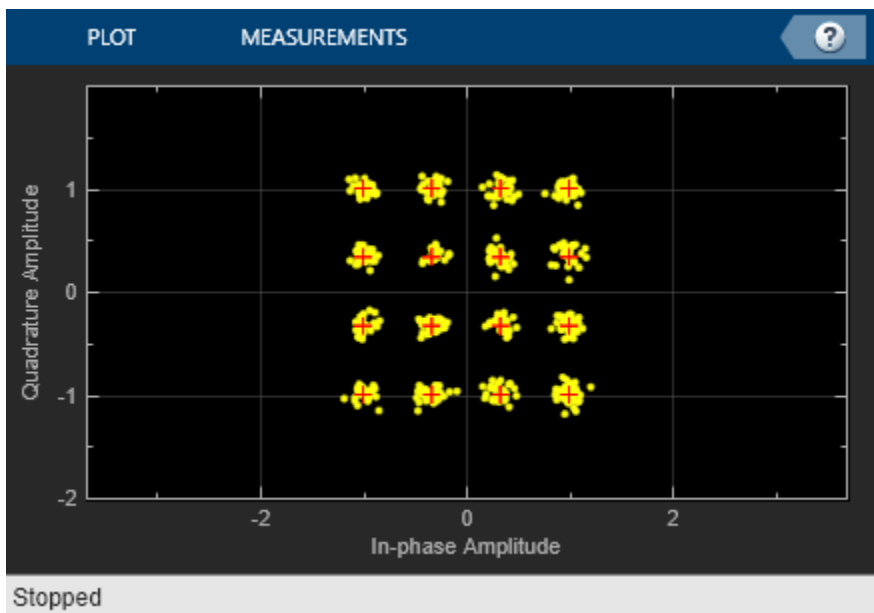 PLOT MEASUREMENTS ?
Quadrature Amplitude
1
0
-1
-2
-2 0 2
In-phase Amplitude
Stopped